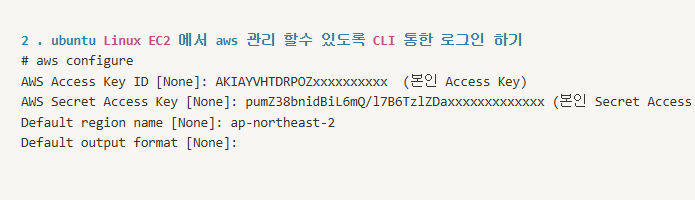 2 . ubuntu Linux EC2 에서 aws 관리 할수 있도록 CLI 통한 로그인 하기
# aws configure
AWS Access Key ID [None]: AKIAYVHTDRPOZxxxxxxxxxx (본인 Access Key)
AWS Secret Access Key [None]: pumZ38bnidBiL6mQ/l7B6TzlZDaxxxxxxxxxxxxx (본인 Secret Access
Default region name [None]: ap-northeast-2
Default output format [None]: